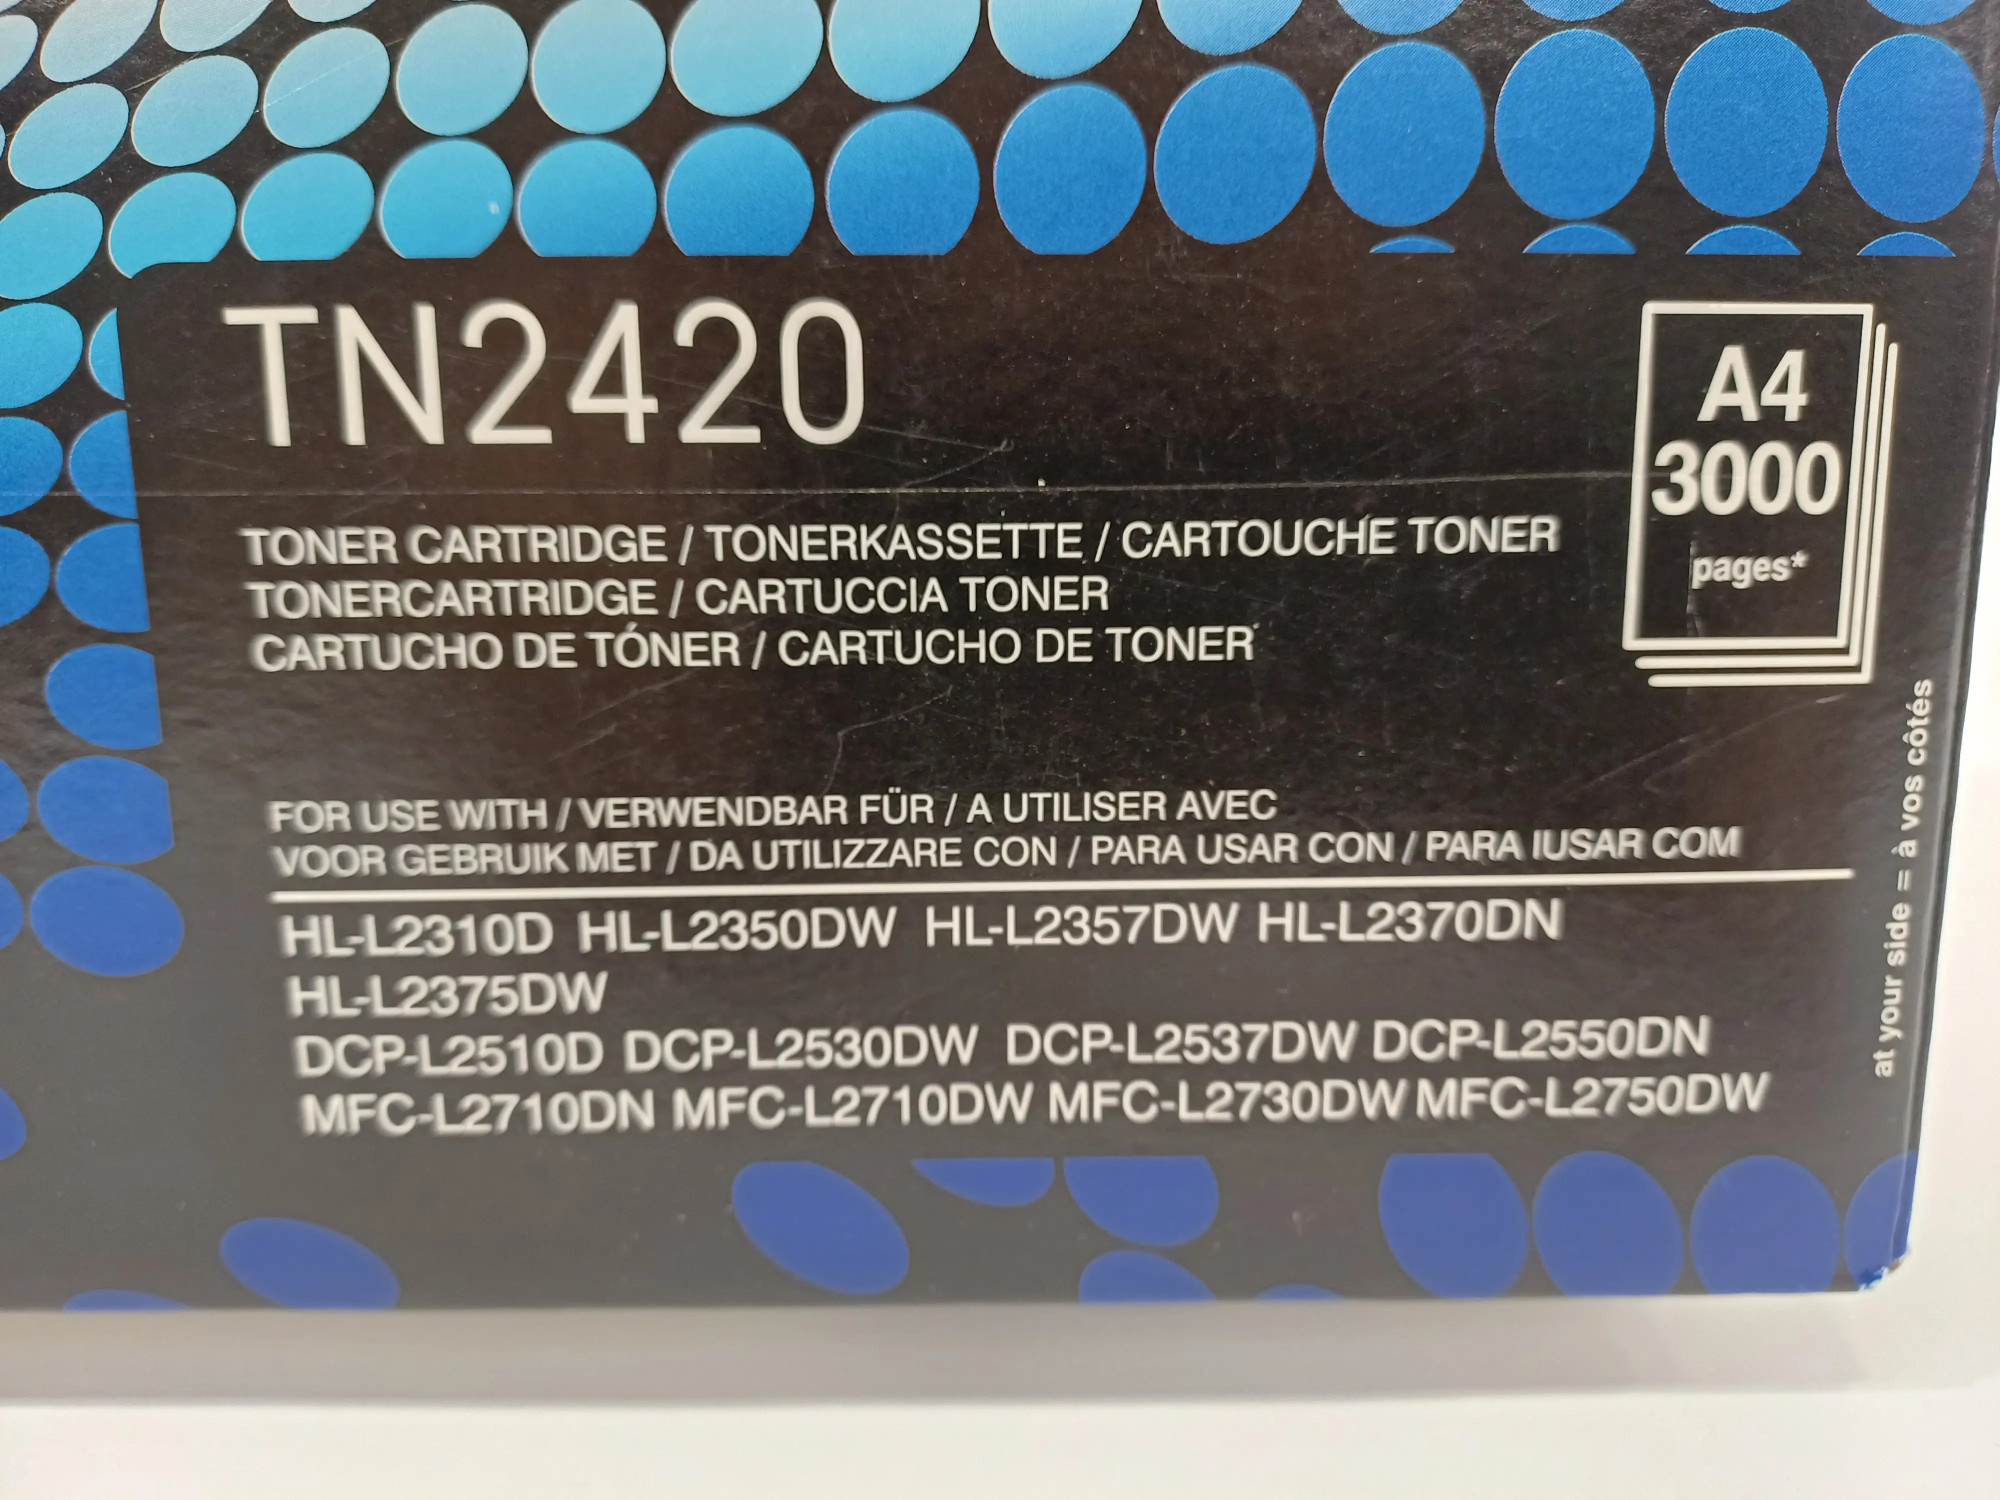 TN2420
A4
3000
pages*
TONER CARTRIDGE / TONERKASSETTE / CARTOUCHE TONER
TONERCARTRIDGE / CARTUCCIA TONER
CARTUCHO DE TÓNER / CARTUCHO DE TONER
FOR USE WITH / VERWENDBAR FÜR / A UTILISER AVEC
VOOR GEBRUIK MET / DA UTILIZZARE CON / PARA USAR CON / PARA IUSAR COM
HL-L2310D HL-L2350DW HL-L2357DW HL-L2370DN
HL-L2375DW
DCP-L2510D DCP-L2530DW DCP-L2537DW DCP-L2550DN
MFC-L2710DN MFC-L2710DW MFC-L2730DW MFC-L2750DW
at your side = à vos côtés